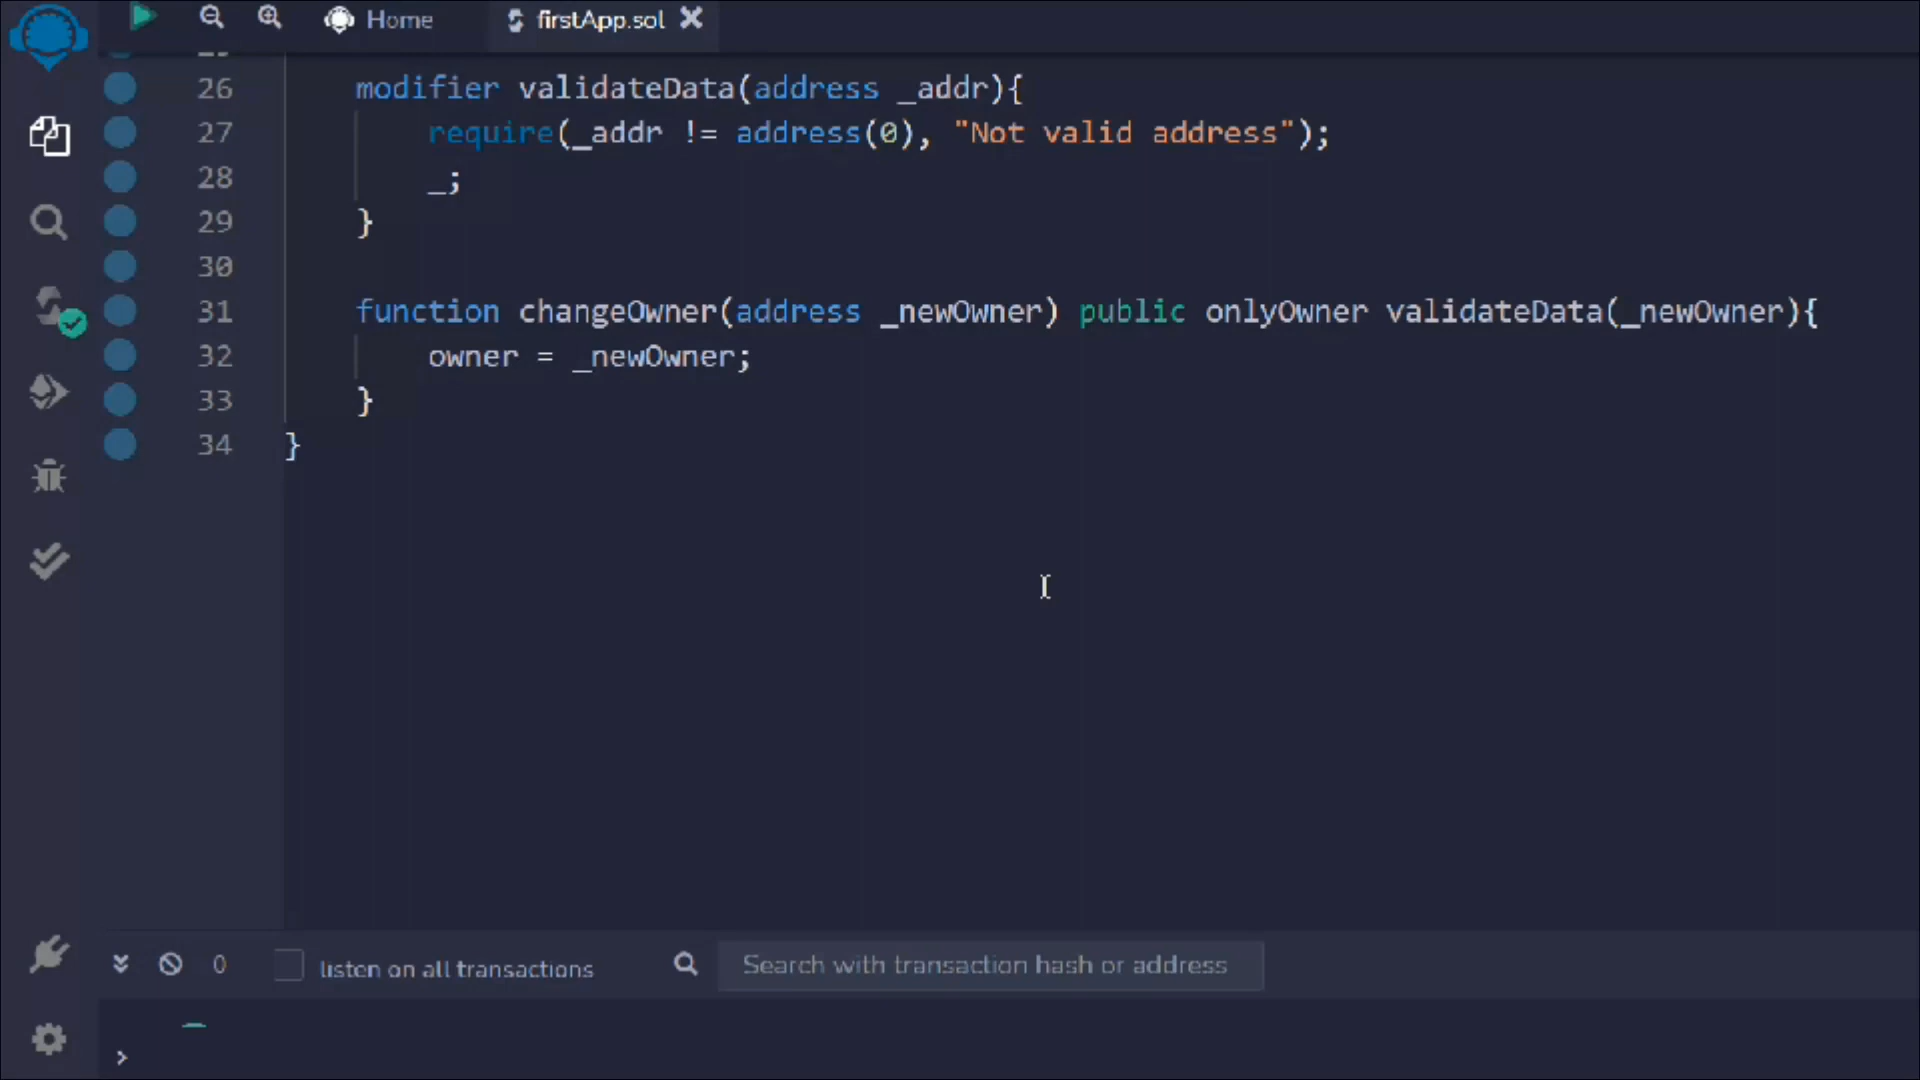 Home
firstApp.sol
26 modifier validateData(address _addr){
27 require(_addr != address(0), "Not valid address");
28 _;
29 }
30
31 function changeOwner(address _newOwner) public onlyOwner validateData(_newOwner){
32 owner = _newOwner;
33 }
34 }
0 listen on all transactions Search with transaction hash or address
>